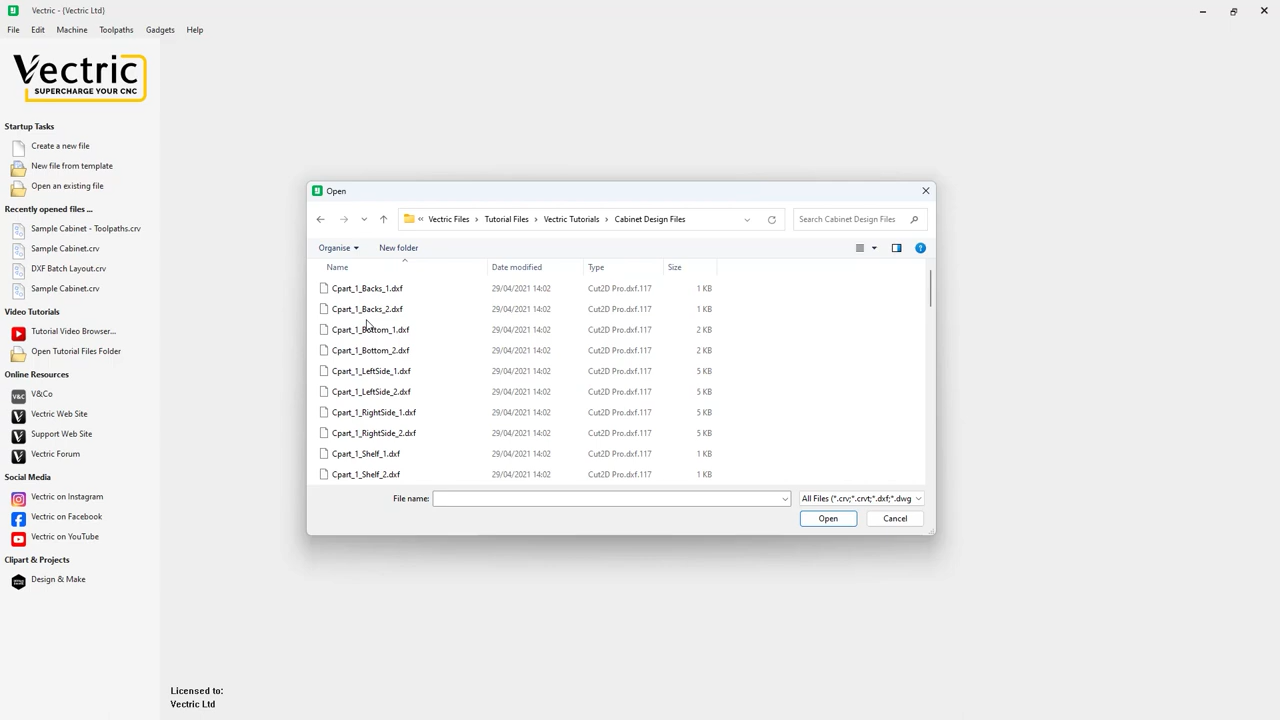 Vectric - {Vectric Ltd}
File Edit Machine Toolpaths Gadgets Help
Vectric
SUPERCHARGE YOUR CNC
Startup Tasks
Create a new file
New file from template
Open an existing file
Recently opened files ...
Sample Cabinet - Toolpaths.crv
Sample Cabinet.crv
DXF Batch Layout.crv
Sample Cabinet.crv
Video Tutorials
Tutorial Video Browser...
Open Tutorial Files Folder
Online Resources
V&C V&Co
Vectric Web Site
Support Web Site
Vectric Forum
Social Media
Vectric on Instagram
Vectric on Facebook
Vectric on YouTube
Clipart & Projects
Design & Make
Open
« Vectric Files › Tutorial Files › Vectric Tutorials › Cabinet Design Files
Search Cabinet Design Files
Organise New folder
Name Date modified Type Size
Cpart_1_Backs_1.dxf 29/04/2021 14:02 Cut2D Pro.dxf.117 1 KB
Cpart_1_Backs_2.dxf 29/04/2021 14:02 Cut2D Pro.dxf.117 1 KB
Cpart_1_Bottom_1.dxf 29/04/2021 14:02 Cut2D Pro.dxf.117 2 KB
Cpart_1_Bottom_2.dxf 29/04/2021 14:02 Cut2D Pro.dxf.117 2 KB
Cpart_1_LeftSide_1.dxf 29/04/2021 14:02 Cut2D Pro.dxf.117 5 KB
Cpart_1_LeftSide_2.dxf 29/04/2021 14:02 Cut2D Pro.dxf.117 5 KB
Cpart_1_RightSide_1.dxf 29/04/2021 14:02 Cut2D Pro.dxf.117 5 KB
Cpart_1_RightSide_2.dxf 29/04/2021 14:02 Cut2D Pro.dxf.117 5 KB
Cpart_1_Shelf_1.dxf 29/04/2021 14:02 Cut2D Pro.dxf.117 1 KB
Cpart_1_Shelf_2.dxf 29/04/2021 14:02 Cut2D Pro.dxf.117 1 KB
File name: All Files (*.crv;*.crvt;*.dxf;*.dwg
Open Cancel
Licensed to:
Vectric Ltd